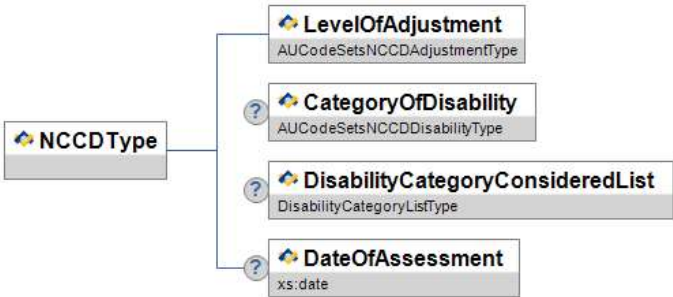 LevelOfAdjustment
AUCodeSetsNCCDAdjustmentType
? CategoryOfDisability
AUCodeSetsNCCDDisabilityType
NCCDType
? DisabilityCategoryConsideredList
DisabilityCategoryListType
? DateOfAssessment
xs:date